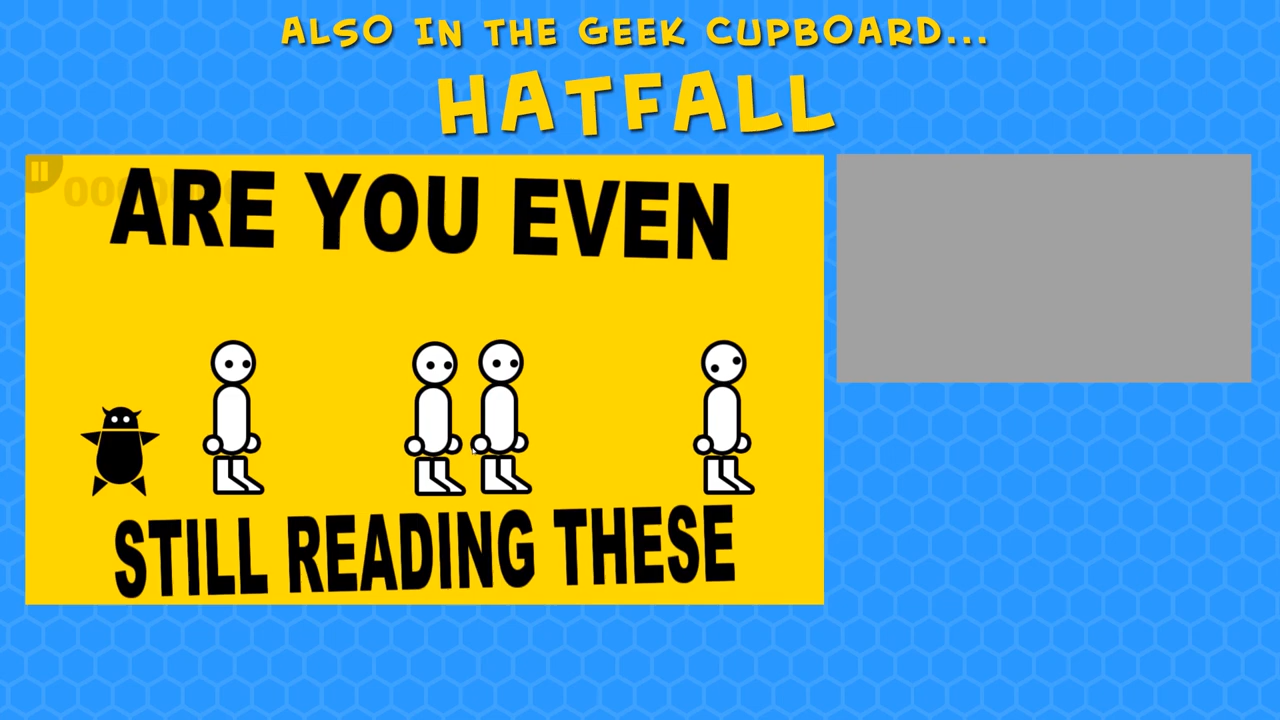 ALSO IN THE GEEK CUPBOARD...
HATFALL
ARE YOU EVEN
STILL READING THESE